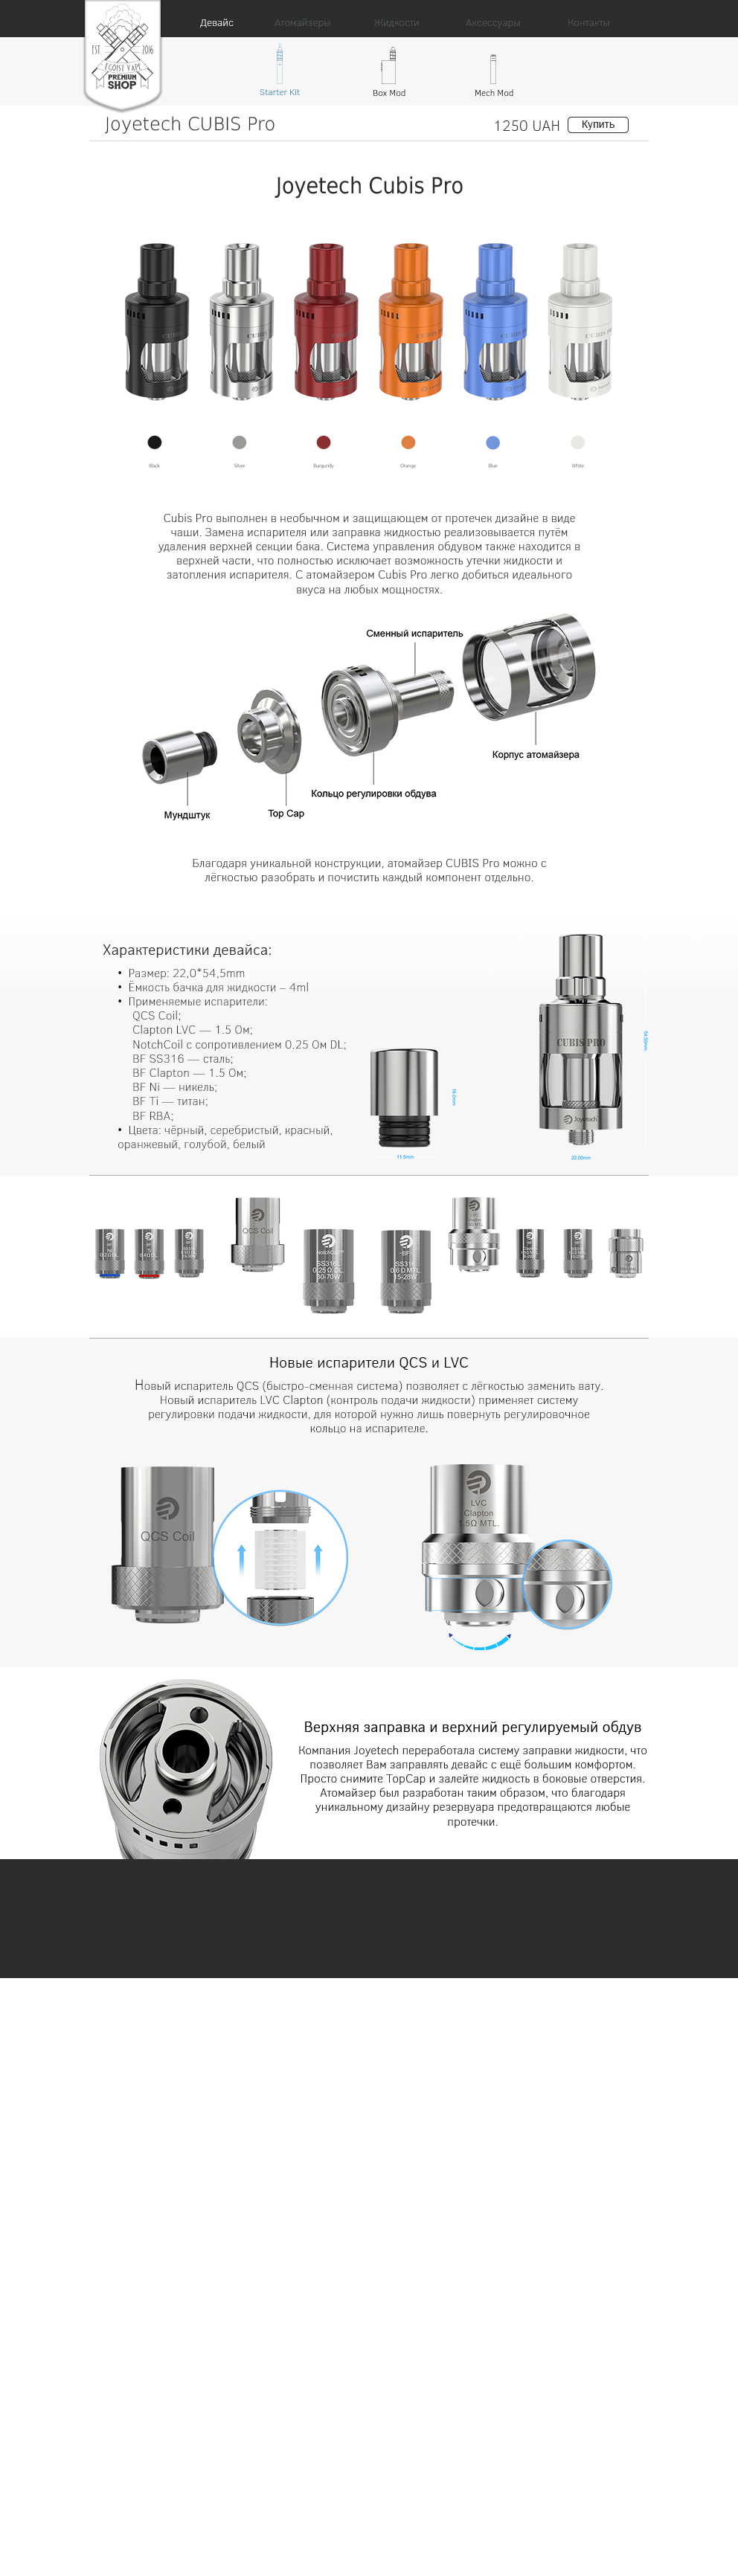 Девайс Атомайзеры Жидкости Аксессуары Контакты
EST 2016
PREMIUM
SHOP
Starter Kit Box Mod Mech Mod
Joyetech CUBIS Pro 1250 UAH Купить
Joyetech Cubis Pro
CUBIS CUBIS PRO
Black Silver Burgundy Orange Blue White
Cubis Pro выполнен в необычном и защищающем от протечек дизайне в виде
чаши. Замена испарителя или заправка жидкостью реализовывается путём
удаления верхней секции бака. Система управления обдувом также находится в
верхней части, что полностью исключает возможность утечки жидкости и
затопления испарителя. С атомайзером Cubis Pro легко добиться идеального
вкуса на любых мощностях.
Сменный испаритель
Корпус атомайзера
Кольцо регулировки обдува
Top Cap
Мундштук
Благодаря уникальной конструкции, атомайзер CUBIS Pro можно с
лёгкостью разобрать и почистить каждый компонент отдельно.
Характеристики девайса:
• Размер: 22,0*54,5mm
• Ёмкость бачка для жидкости – 4ml
• Применяемые испарители:
QCS Coil;
Clapton LVC — 1.5 Ом;
NotchCoil с сопротивлением 0.25 Ом DL;
BF SS316 — сталь;
BF Clapton — 1.5 Ом;
BF Ni — никель;
BF Ti — титан;
BF RBA;
• Цвета: чёрный, серебристый, красный,
оранжевый, голубой, белый
CUBIS PRO
Joyetech
54.50mm
22.00mm
11.5mm
QCS Coil
NotchCoil
SS316L
0.25Ω DL.
30-70W
SS316
0.6Ω MTL.
15-28W
Новые испарители QCS и LVC
Новый испаритель QCS (быстро-сменная система) позволяет с лёгкостью заменить вату.
Новый испаритель LVC Clapton (контроль подачи жидкости) применяет систему
регулировки подачи жидкости, для которой нужно лишь повернуть регулировочное
кольцо на испарителе.
QCS Coil
LVC
Clapton
1.5Ω MTL.
Верхняя заправка и верхний регулируемый обдув
Компания Joyetech переработала систему заправки жидкости, что
позволяет Вам заправлять девайс с ещё большим комфортом.
Просто снимите TopCap и залейте жидкость в боковые отверстия.
Атомайзер был разработан таким образом, что благодаря
уникальному дизайну резервуара предотвращаются любые
протечки.